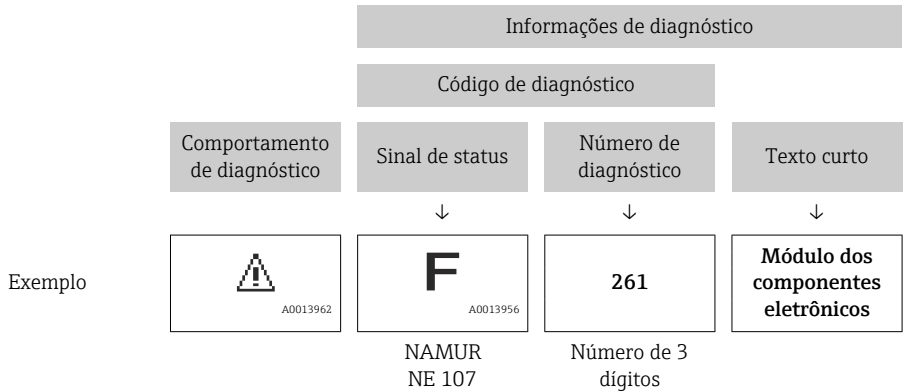 Informações de diagnóstico
Código de diagnóstico
Comportamento
de diagnóstico
Sinal de status
Número de
diagnóstico
Texto curto
↓ ↓ ↓
Exemplo
A0013962
F
A0013956
261
Módulo dos
componentes
eletrônicos
NAMUR
NE 107
Número de 3
dígitos